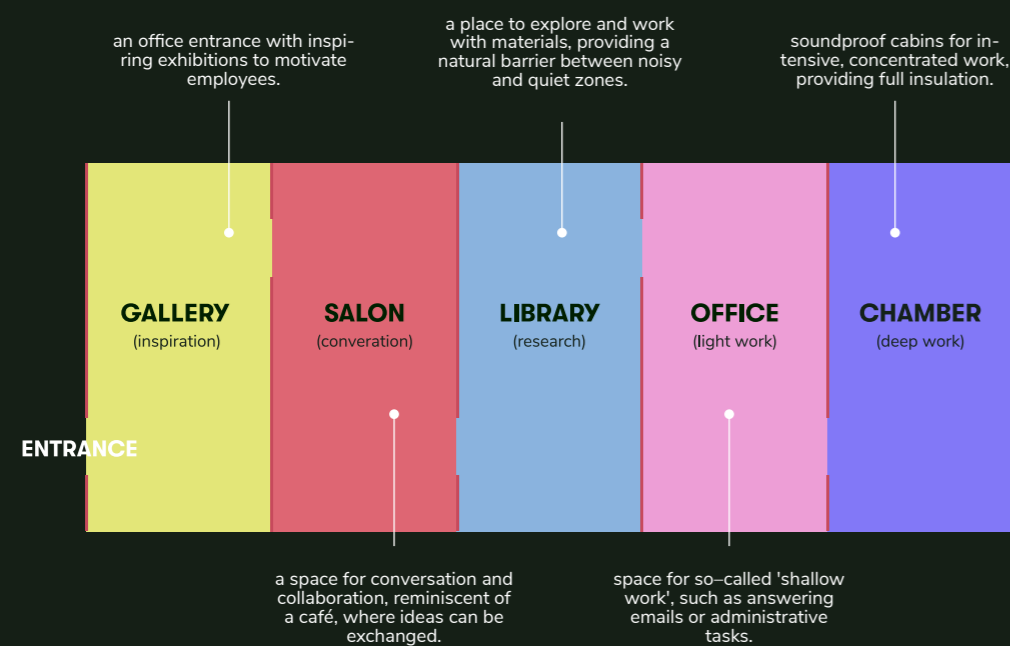 an office entrance with inspi-
ring exhibitions to motivate
employees.
a place to explore and work
with materials, providing a
natural barrier between noisy
and quiet zones.
soundproof cabins for in-
tensive, concentrated work,
providing full insulation.
GALLERY
(inspiration)
SALON
(converation)
LIBRARY
(research)
OFFICE
(light work)
CHAMBER
(deep work)
ENTRANCE
a space for conversation and
collaboration, reminiscent of
a café, where ideas can be
exchanged.
space for so–called 'shallow
work', such as answering
emails or administrative
tasks.